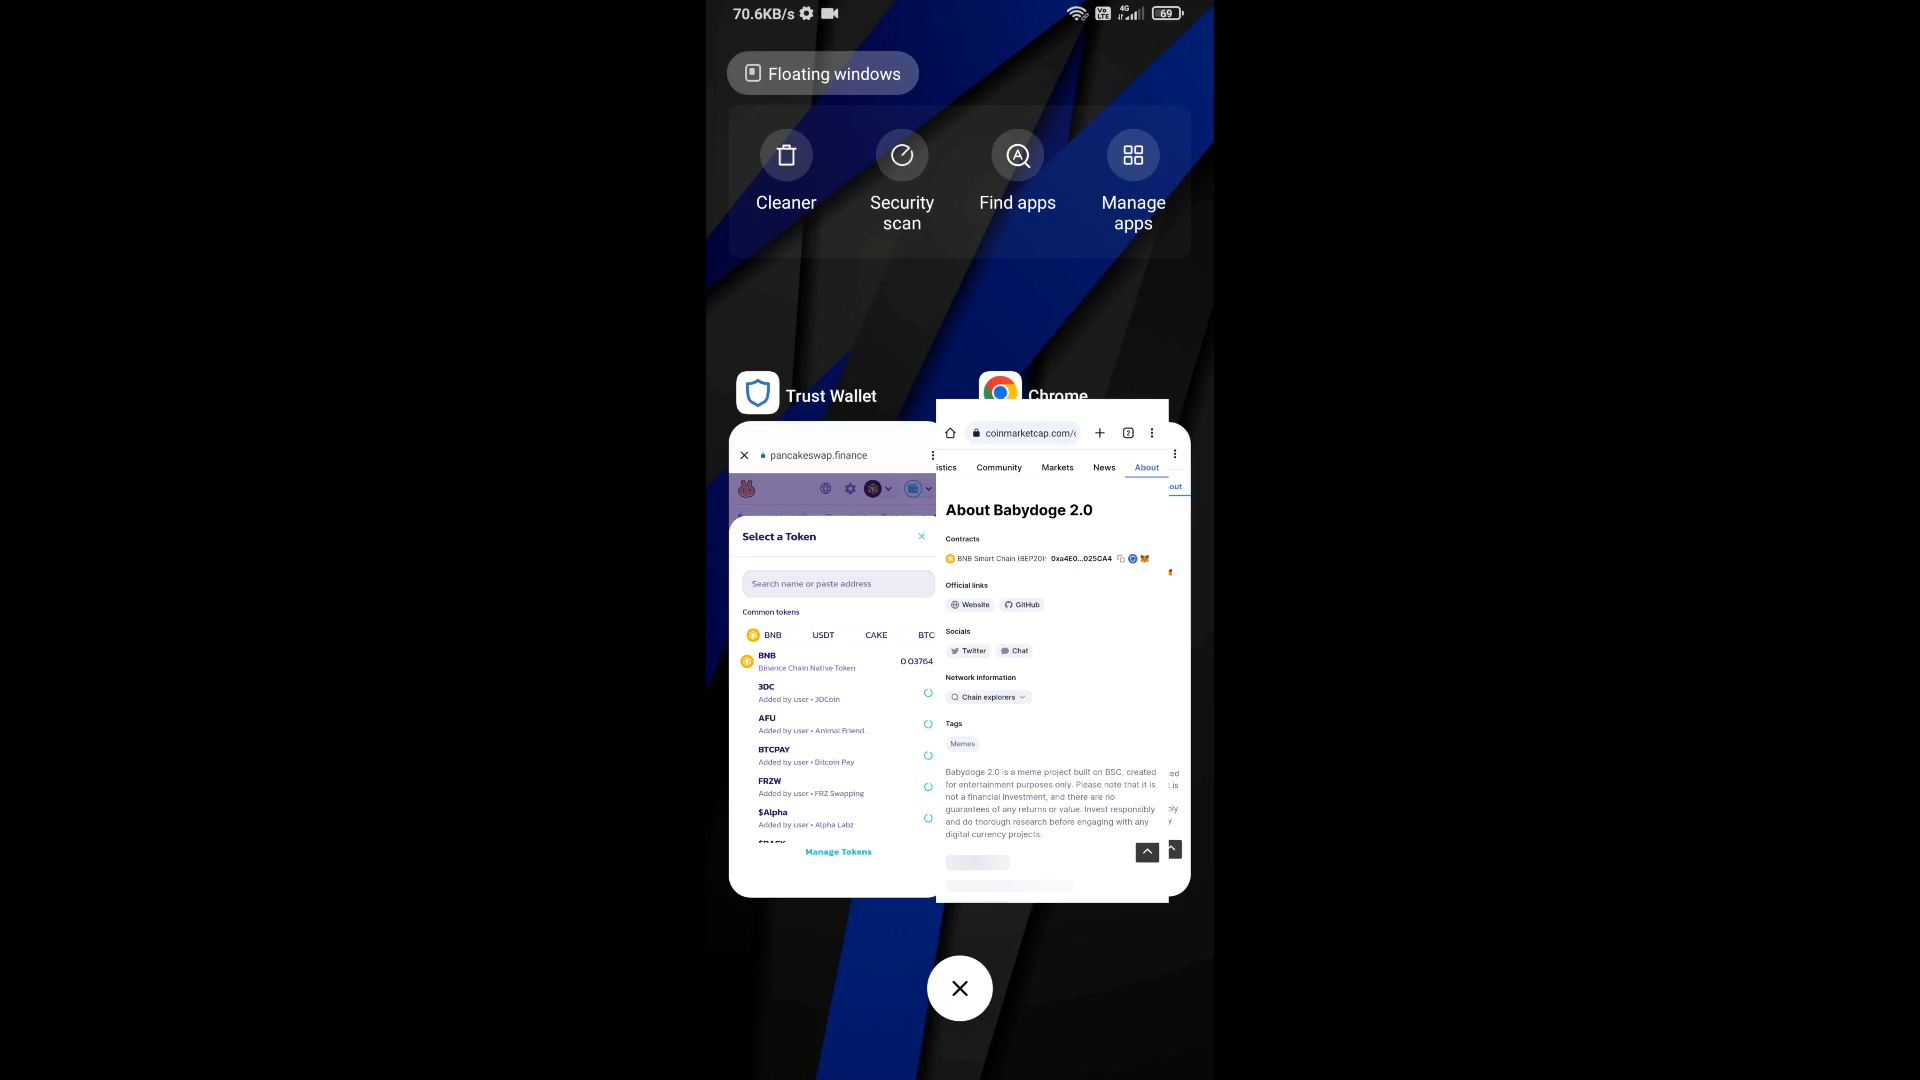 70.6KB/s
Vo
LTE
4G
69
Floating windows
Cleaner
Security
scan
Find apps
Manage
apps
Trust Wallet
Chrome
pancakeswap.finance
Select a Token
Search name or paste address
Common tokens
BNB
USDT
CAKE
BTC
BNB
0.03764
Binance Chain Native Token
3DC
Added by user • 3DCoin
AFU
Added by user • Animal Friend..
BTCPAY
Added by user • Bitcoin Pay
FRZW
Added by user • FRZ Swapping
$Alpha
Added by user • Alpha Labz
Manage Tokens
coinmarketcap.com/c
2
istics
Community
Markets
News
About
out
About Babydoge 2.0
Contracts
BNB Smart Chain (BEP20): 0xa4E0...025CA4
Official links
Website
GitHub
Socials
Twitter
Chat
Network information
Chain explorers
Tags
Memes
Babydoge 2.0 is a meme project built on BSC, created
for entertainment purposes only. Please note that it is
not a financial investment, and there are no
guarantees of any returns or value. Invest responsibly
and do thorough research before engaging with any
digital currency projects.